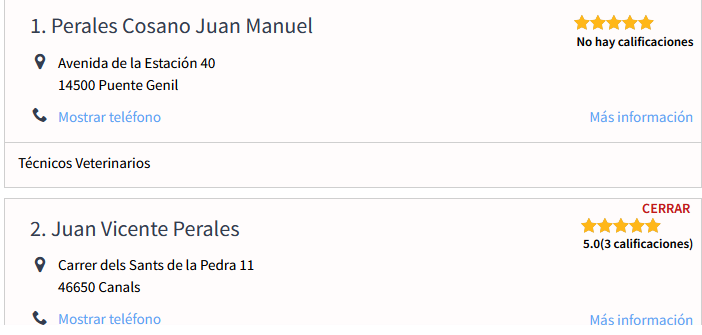 1. Perales Cosano Juan Manuel
No hay calificaciones
Avenida de la Estación 40
14500 Puente Genil
Mostrar teléfono
Más información
Técnicos Veterinarios
CERRAR
2. Juan Vicente Perales
5.0(3 calificaciones)
Carrer dels Sants de la Pedra 11
46650 Canals
Mostrar teléfono
Más información